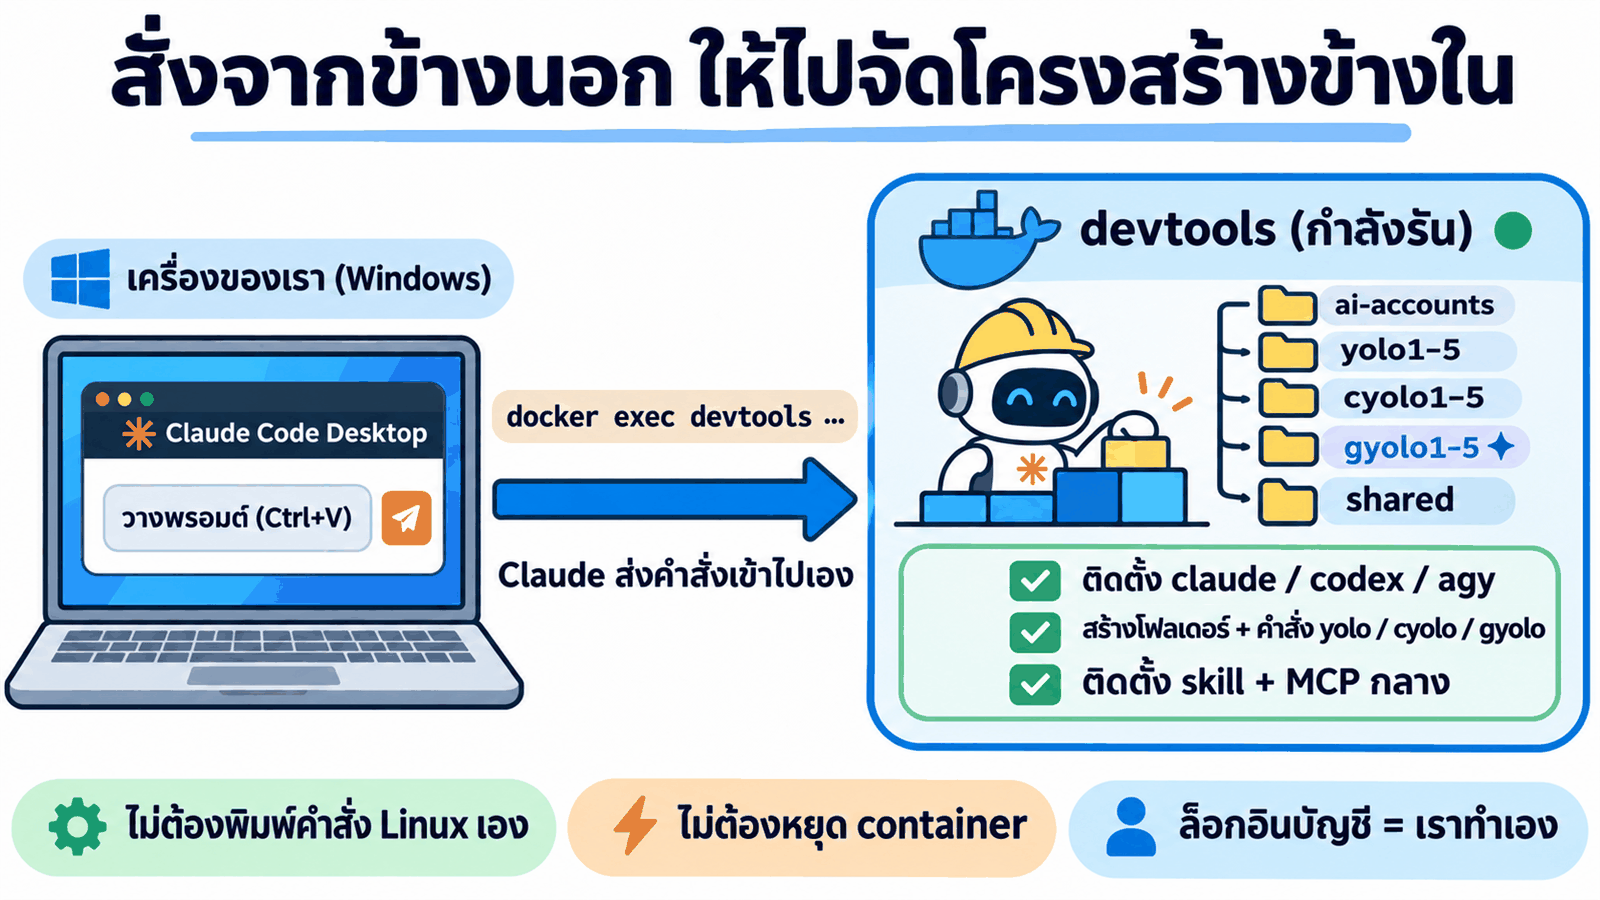 สั่งจากข้างนอก ให้ไปจัดโครงสร้างข้างใน
เครื่องของเรา (Windows)
Claude Code Desktop
วางพรอมต์ (Ctrl+V)
docker exec devtools ...
Claude ส่งคำสั่งเข้าไปเอง
devtools (กำลังรัน)
ai-accounts
yolo1-5
cyolo1-5
gyolo1-5
shared
ติดตั้ง claude / codex / agy
สร้างโฟลเดอร์ + คำสั่ง yolo / cyolo / gyolo
ติดตั้ง skill + MCP กลาง
ไม่ต้องพิมพ์คำสั่ง Linux เอง
ไม่ต้องหยุด container
ล็อกอินบัญชี = เราทำเอง